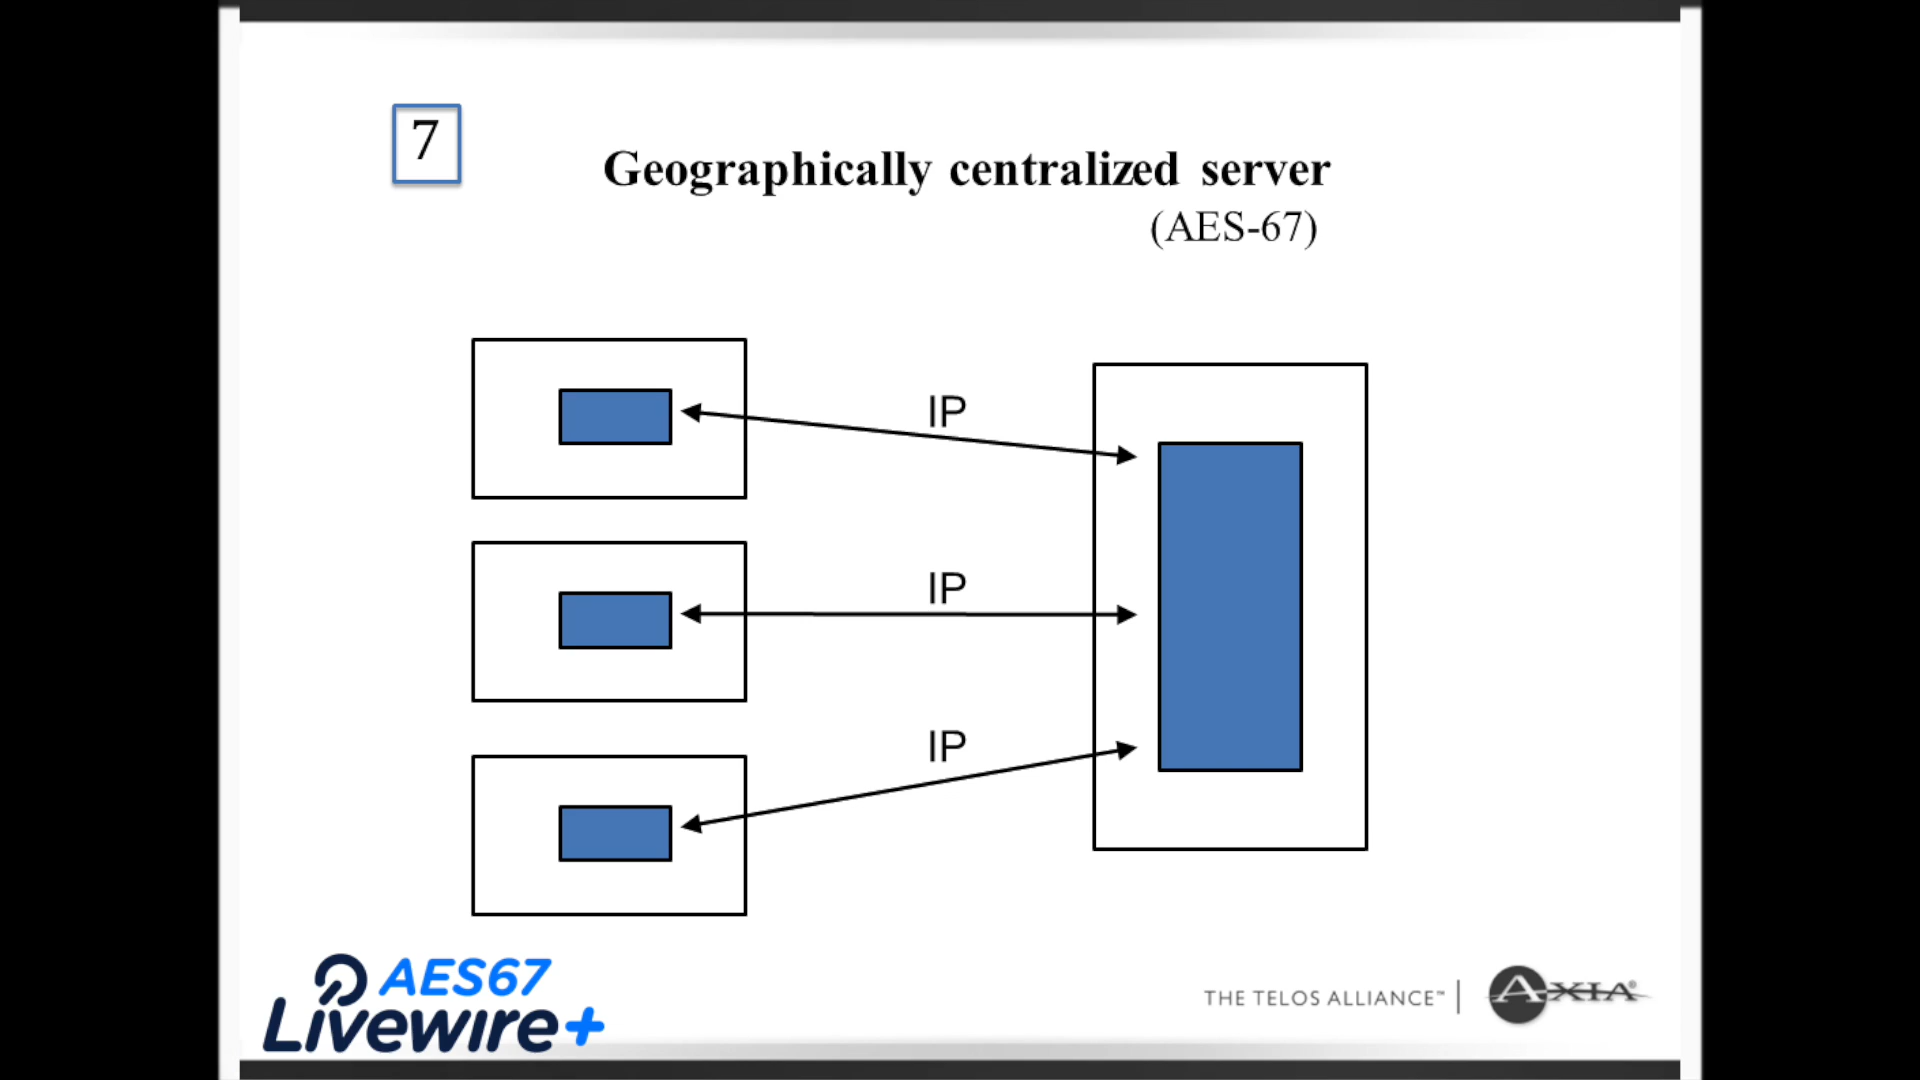 7
Geographically centralized server
(AES-67)
IP
IP
IP
AES67
Livewire+
THE TELOS ALLIANCE™ | AXIA®